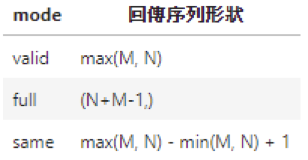 mode 回傳序列形狀
valid max(M, N)
full (N+M-1,)
same max(M, N) - min(M, N) + 1